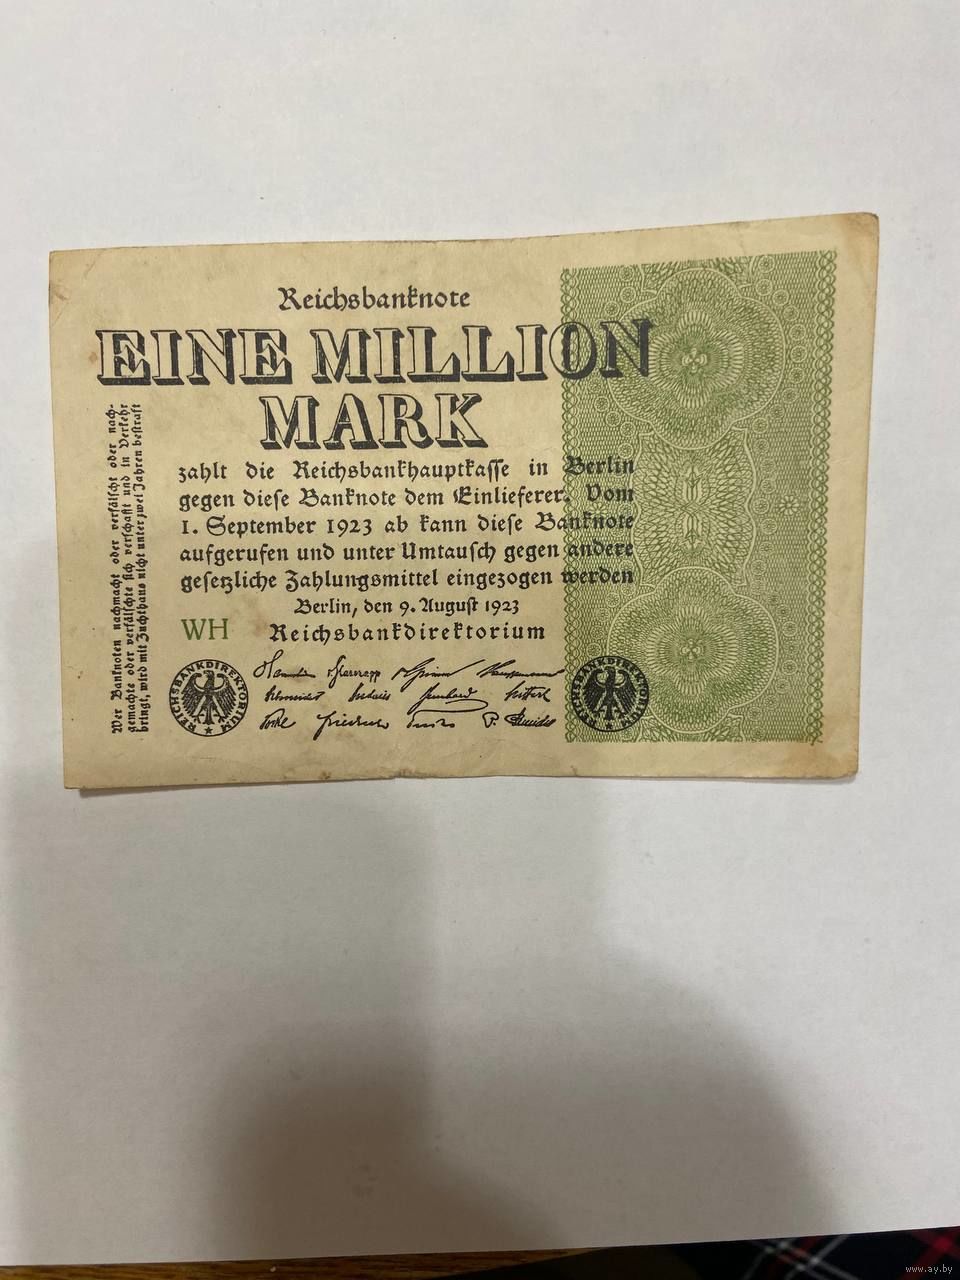 Reichsbanknote
EINE MILLION
MARK
zahlt die Reichsbankhauptkasse in Berlin
gegen diese Banknote dem Einlieferer. Vom
1. September 1923 ab kann diese Banknote
aufgerufen und unter Umtausch gegen andere
gesetzliche Zahlungsmittel eingezogen werden
Berlin, den 9. August 1923
WH Reichsbankdirektorium
REICHSBANKDIREKTORIUM
REICHSBANKDIREKTORIUM
Wer Banknoten nachmacht oder verfälscht oder nach-
gemachte oder verfälschte sich verschafft und in Verkehr
bringt, wird mit Zuchthaus nicht unter zwei Jahren bestraft
www.ay.by